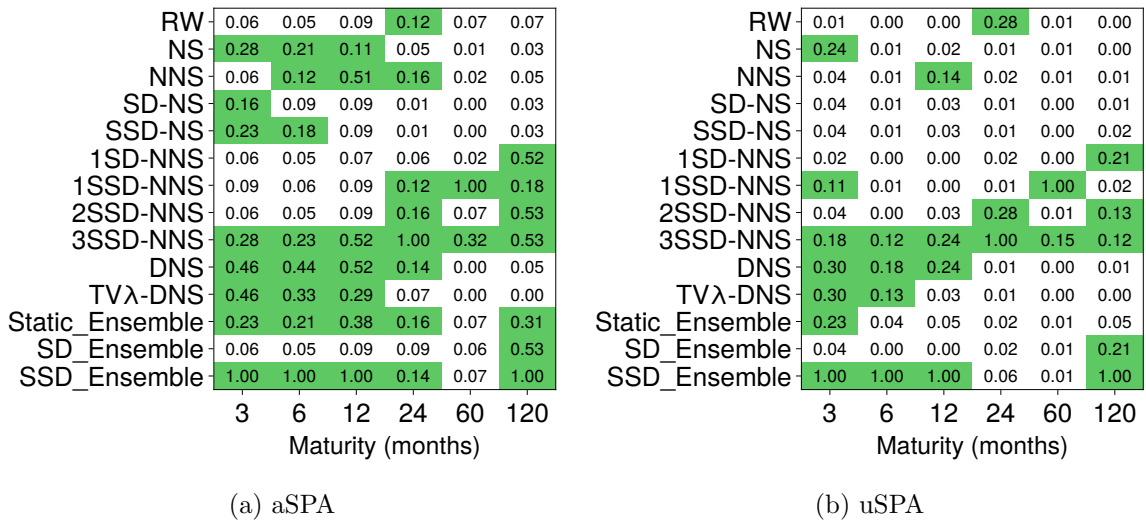 RW 0.06 0.05 0.09 0.12 0.07 0.07
NS 0.28 0.21 0.11 0.05 0.01 0.03
NNS 0.06 0.12 0.51 0.16 0.02 0.05
SD-NS 0.16 0.09 0.09 0.01 0.00 0.03
SSD-NS 0.23 0.18 0.09 0.01 0.00 0.03
1SD-NNS 0.06 0.05 0.07 0.06 0.02 0.52
1SSD-NNS 0.09 0.06 0.09 0.12 1.00 0.18
2SSD-NNS 0.06 0.05 0.09 0.16 0.07 0.53
3SSD-NNS 0.28 0.23 0.52 1.00 0.32 0.53
DNS 0.46 0.44 0.52 0.14 0.00 0.05
TVλ-DNS 0.46 0.33 0.29 0.07 0.00 0.00
Static_Ensemble 0.23 0.21 0.38 0.16 0.07 0.31
SD_Ensemble 0.06 0.05 0.09 0.09 0.06 0.53
SSD_Ensemble 1.00 1.00 1.00 0.14 0.07 1.00
3 6 12 24 60 120
Maturity (months)
(a) aSPA
RW 0.01 0.00 0.00 0.28 0.01 0.00
NS 0.24 0.01 0.02 0.01 0.01 0.00
NNS 0.04 0.01 0.14 0.02 0.01 0.01
SD-NS 0.04 0.01 0.03 0.01 0.00 0.01
SSD-NS 0.04 0.01 0.03 0.01 0.00 0.02
1SD-NNS 0.02 0.00 0.00 0.02 0.00 0.21
1SSD-NNS 0.11 0.01 0.00 0.01 1.00 0.02
2SSD-NNS 0.04 0.00 0.03 0.28 0.01 0.13
3SSD-NNS 0.18 0.12 0.24 1.00 0.15 0.12
DNS 0.30 0.18 0.24 0.01 0.00 0.01
TVλ-DNS 0.30 0.13 0.03 0.01 0.00 0.00
Static_Ensemble 0.23 0.04 0.05 0.02 0.01 0.05
SD_Ensemble 0.04 0.00 0.00 0.02 0.01 0.21
SSD_Ensemble 1.00 1.00 1.00 0.06 0.01 1.00
3 6 12 24 60 120
Maturity (months)
(b) uSPA